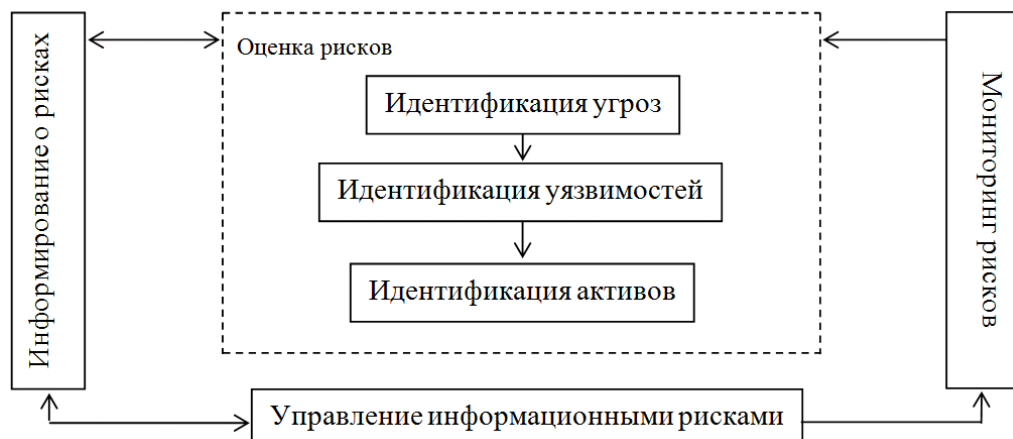 Информирование о рисках
Оценка рисков
Идентификация угроз
Идентификация уязвимостей
Идентификация активов
Мониторинг рисков
Управление информационными рисками